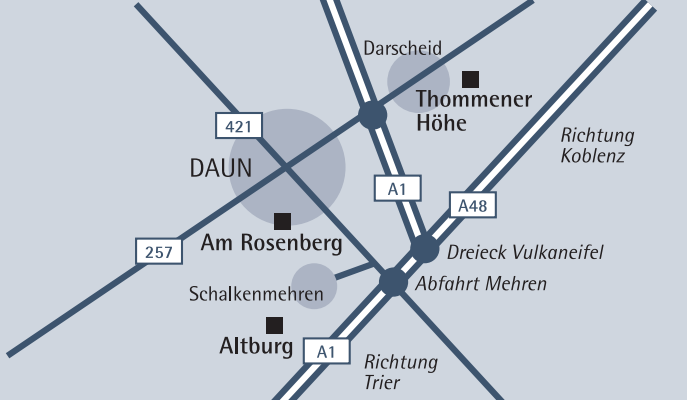 Darscheid
Thommener
Höhe
421
Richtung
Koblenz
DAUN
A1
A48
Am Rosenberg
257
Dreieck Vulkaneifel
Abfahrt Mehren
Schalkenmehren
Altburg
A1
Richtung
Trier